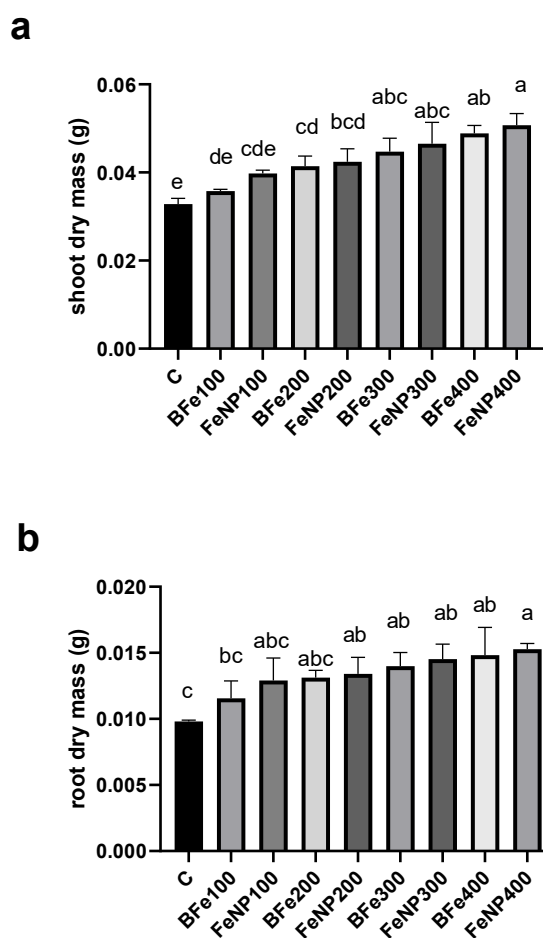 a
shoot dry mass (g)
0.06
0.04
0.02
0.00
e
de
cde
cd
bcd
abc
abc
ab
a
C
BFe100
FeNP100
BFe200
FeNP200
BFe300
FeNP300
BFe400
FeNP400
b
root dry mass (g)
0.020
0.015
0.010
0.005
0.000
c
bc
abc
abc
ab
ab
ab
ab
a
C
BFe100
FeNP100
BFe200
FeNP200
BFe300
FeNP300
BFe400
FeNP400